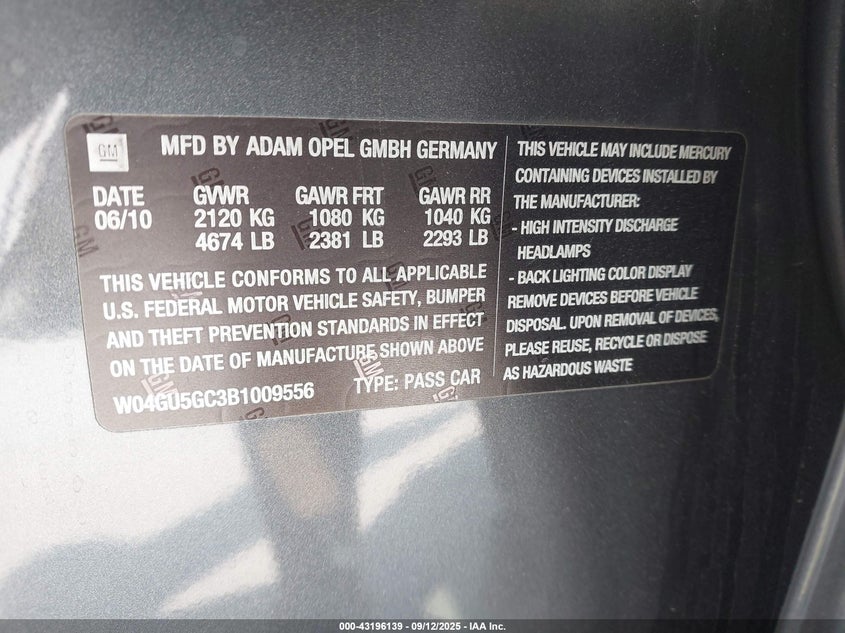 GM
MFD BY ADAM OPEL GMBH GERMANY
DATE GVWR GAWR FRT GAWR RR
06/10 2120 KG 1080 KG 1040 KG
4674 LB 2381 LB 2293 LB
THIS VEHICLE CONFORMS TO ALL APPLICABLE
U.S. FEDERAL MOTOR VEHICLE SAFETY, BUMPER
AND THEFT PREVENTION STANDARDS IN EFFECT
ON THE DATE OF MANUFACTURE SHOWN ABOVE
W04GU5GC3B1009556 TYPE: PASS CAR
THIS VEHICLE MAY INCLUDE MERCURY
CONTAINING DEVICES INSTALLED BY
THE MANUFACTURER:
- HIGH INTENSITY DISCHARGE
HEADLAMPS
- BACK LIGHTING COLOR DISPLAY
REMOVE DEVICES BEFORE VEHICLE
DISPOSAL. UPON REMOVAL OF DEVICES,
PLEASE REUSE, RECYCLE OR DISPOSE
AS HAZARDOUS WASTE
000-43196139 - 09/12/2025 - IAA Inc.